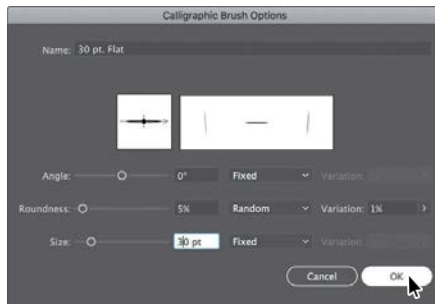 Calligraphic Brush Options
Name: 30 pt. Flat
Angle: 0° Fixed Variation:
Roundness: 5% Random Variation: 1%
Size: 30 pt Fixed Variation:
Cancel OK